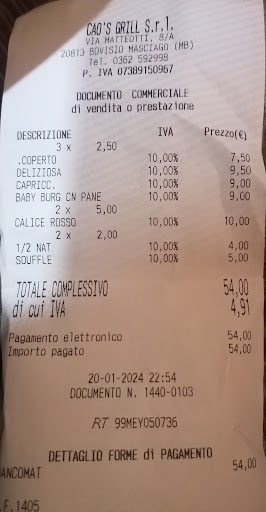 CAO'S GRILL S.r.l.
VIA MATTEOTTI, 8/A
20813 BOVISIO MASCIAGO (MB)
Tel. 0362 592998
P. IVA 07389150967
DOCUMENTO COMMERCIALE
di vendita o prestazione
DESCRIZIONE IVA Prezzo(€)
3 x 2,50
.COPERTO 10,00% 7,50
DELIZIOSA 10,00% 9,50
CAPRICC. 10,00% 9,00
BABY BURG CN PANE 10,00% 9,00
2 x 5,00
CALICE ROSSO 10,00% 10,00
2 x 2,00
1/2 NAT 10,00% 4,00
SOUFFLE 10,00% 5,00
TOTALE COMPLESSIVO 54,00
di cui IVA 4,91
Pagamento elettronico 54,00
Importo pagato 54,00
20-01-2024 22:54
DOCUMENTO N. 1440-0103
RT 99MEY050736
DETTAGLIO FORME di PAGAMENTO
ANCOMAT 54,00
.F.1405